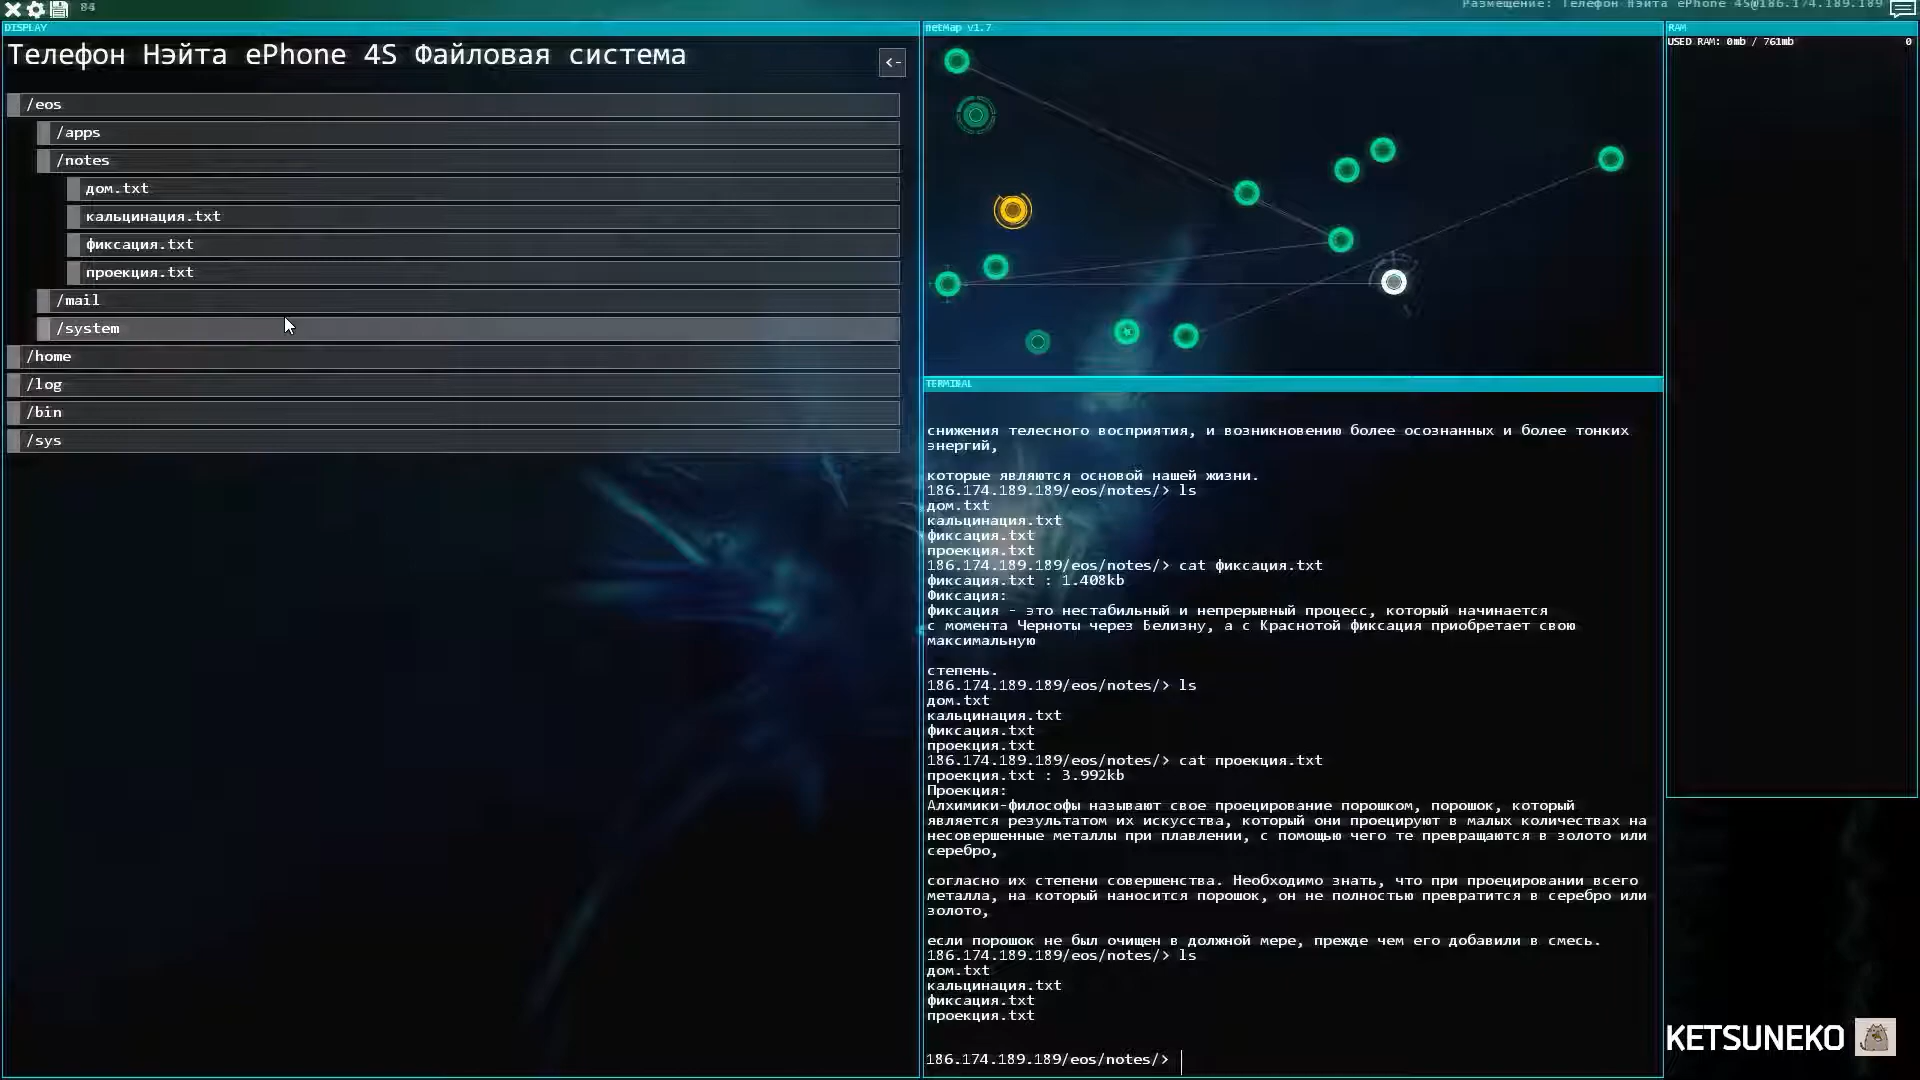 84
Размещение: Телефон Нэйта ePhone 4S@186.174.189.189
DISPLAY
Телефон Нэйта ePhone 4S Файловая система
<-
/eos
/apps
/notes
дом.txt
кальцинация.txt
фиксация.txt
проекция.txt
/mail
/system
/home
/log
/bin
/sys
netMap v1.7
TERMINAL
снижения телесного восприятия, и возникновению более осознанных и более тонких
энергий,
которые являются основой нашей жизни.
186.174.189.189/eos/notes/> ls
дом.txt
кальцинация.txt
фиксация.txt
проекция.txt
186.174.189.189/eos/notes/> cat фиксация.txt
фиксация.txt : 1.408kb
Фиксация:
фиксация - это нестабильный и непрерывный процесс, который начинается
с момента Черноты через Белизну, а с Краснотой фиксация приобретает свою
максимальную
степень.
186.174.189.189/eos/notes/> ls
дом.txt
кальцинация.txt
фиксация.txt
проекция.txt
186.174.189.189/eos/notes/> cat проекция.txt
проекция.txt : 3.992kb
Проекция:
Алхимики-философы называют свое проецирование порошком, порошок, который
является результатом их искусства, который они проецируют в малых количествах на
несовершенные металлы при плавлении, с помощью чего те превращаются в золото или
серебро,
согласно их степени совершенства. Необходимо знать, что при проецировании всего
металла, на который наносится порошок, он не полностью превратится в серебро или
золото,
если порошок не был очищен в должной мере, прежде чем его добавили в смесь.
186.174.189.189/eos/notes/> ls
дом.txt
кальцинация.txt
фиксация.txt
проекция.txt
186.174.189.189/eos/notes/>
RAM
USED RAM: 0mb / 761mb 0
KETSUNEKO